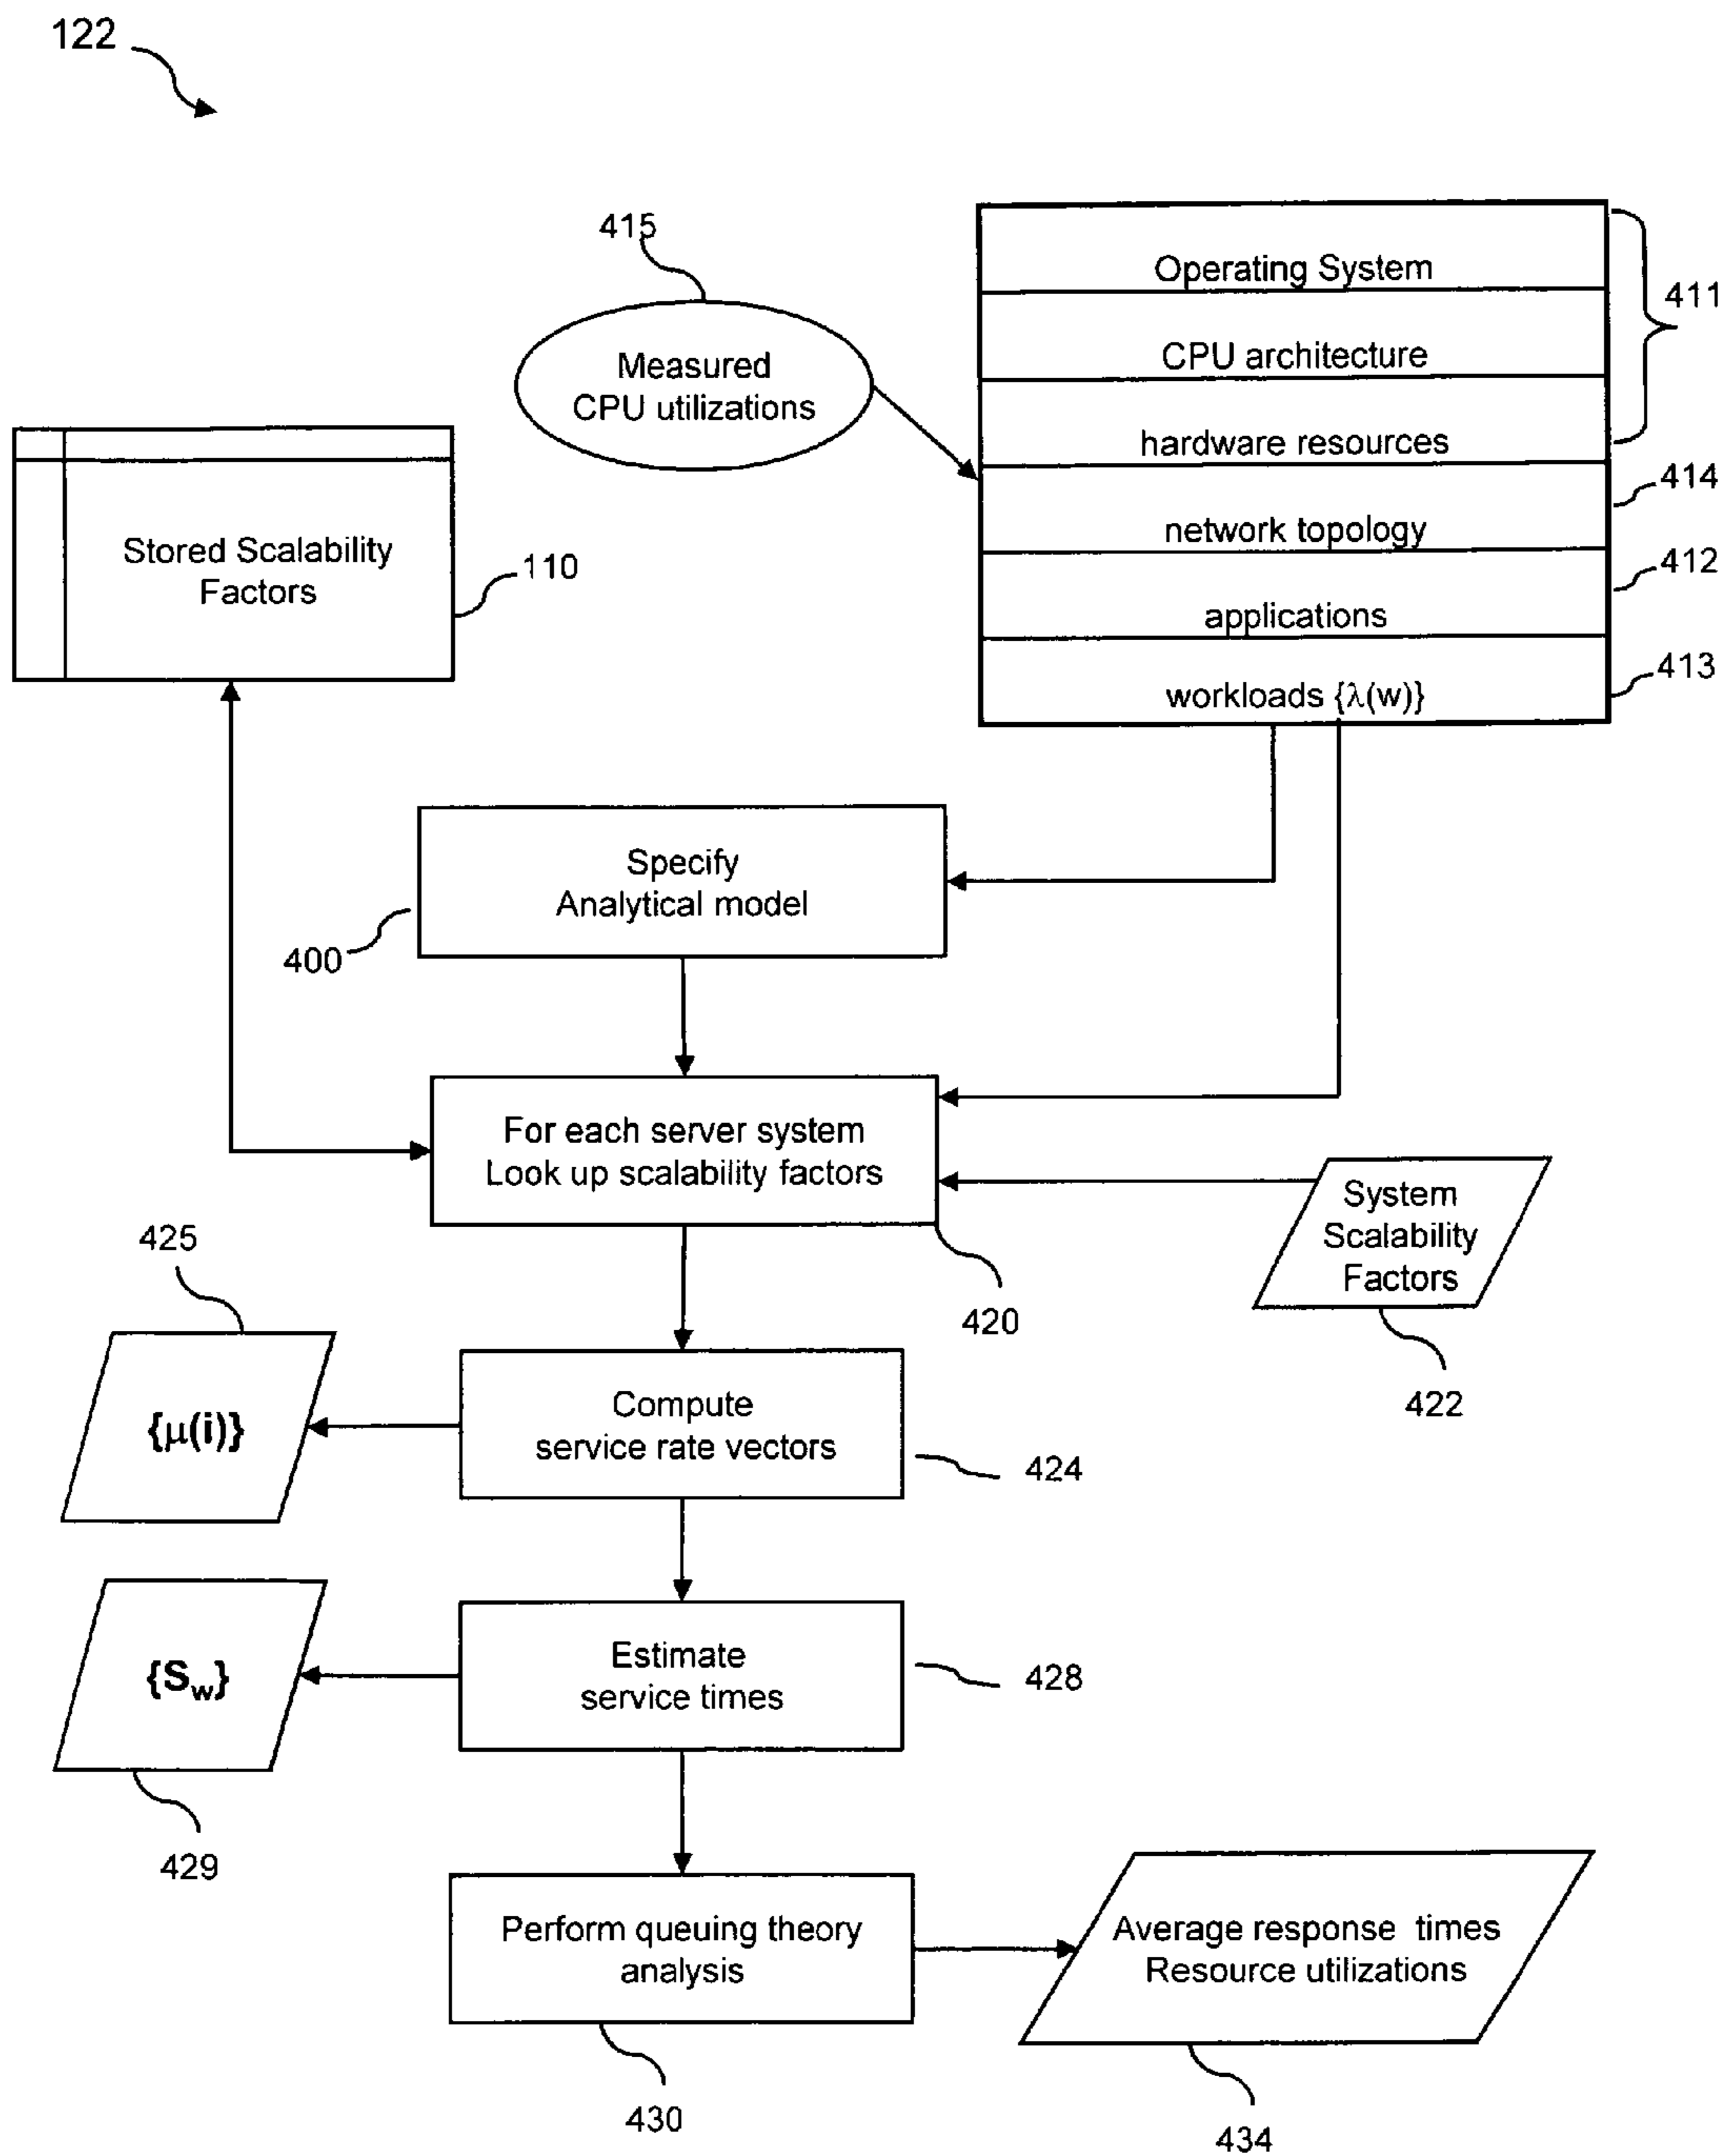 122
415
Operating System
411
CPU architecture
Measured
CPU utilizations
hardware resources
414
network topology
Stored Scalability
Factors
110
412
applications
413
workloads {λ(w)}
Specify
Analytical model
400
For each server system
Look up scalability factors
System
Scalability
Factors
425
420
422
Compute
service rate vectors
{μ(i)}
424
Estimate
service times
{Sw}
428
429
Perform queuing theory
analysis
Average response times
Resource utilizations
430
434